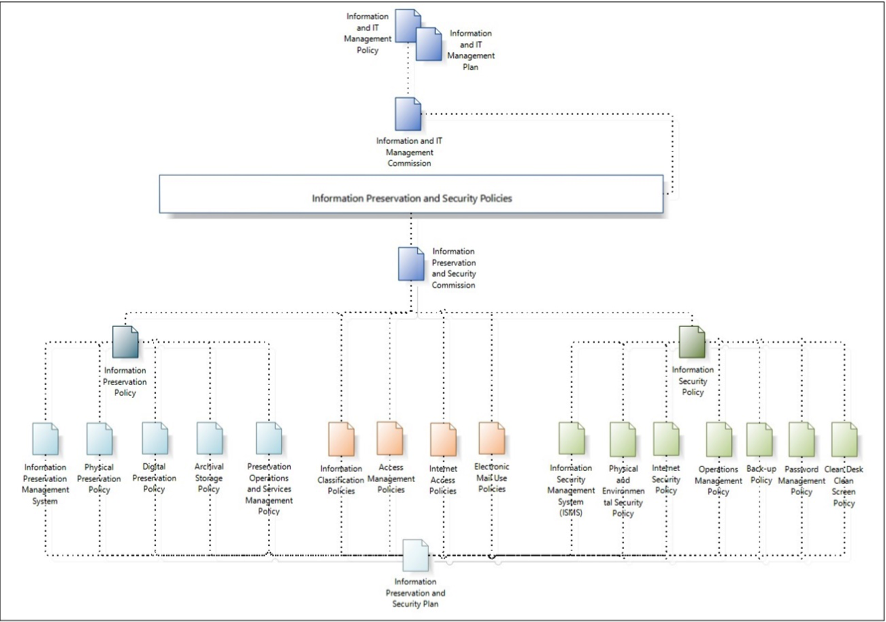 Information
and IT
Management
Policy
Information
and IT
Management
Plan
Information and IT
Management
Commission
Information Preservation and Security Policies
Information
Preservation
and Security
Commission
Information
Preservation
Policy
Information
Security
Policy
Information
Preservation
Management
System
Physical
Preservation
Policy
Digital
Preservation
Policy
Archival
Storage
Policy
Preservation
Operations
and Services
Management
Policy
Information
Classification
Policies
Access
Management
Policies
Internet
Access
Policies
Electronic
Mail Use
Policies
Information
Security
Management
System
(ISMS)
Physical
and
Environmen
tal Security
Policy
Internet
Security
Policy
Operations
Management
Policy
Back-up
Policy
Password
Management
Policy
Clean Desk
Clean
Screen
Policy
Information
Preservation and
Security Plan